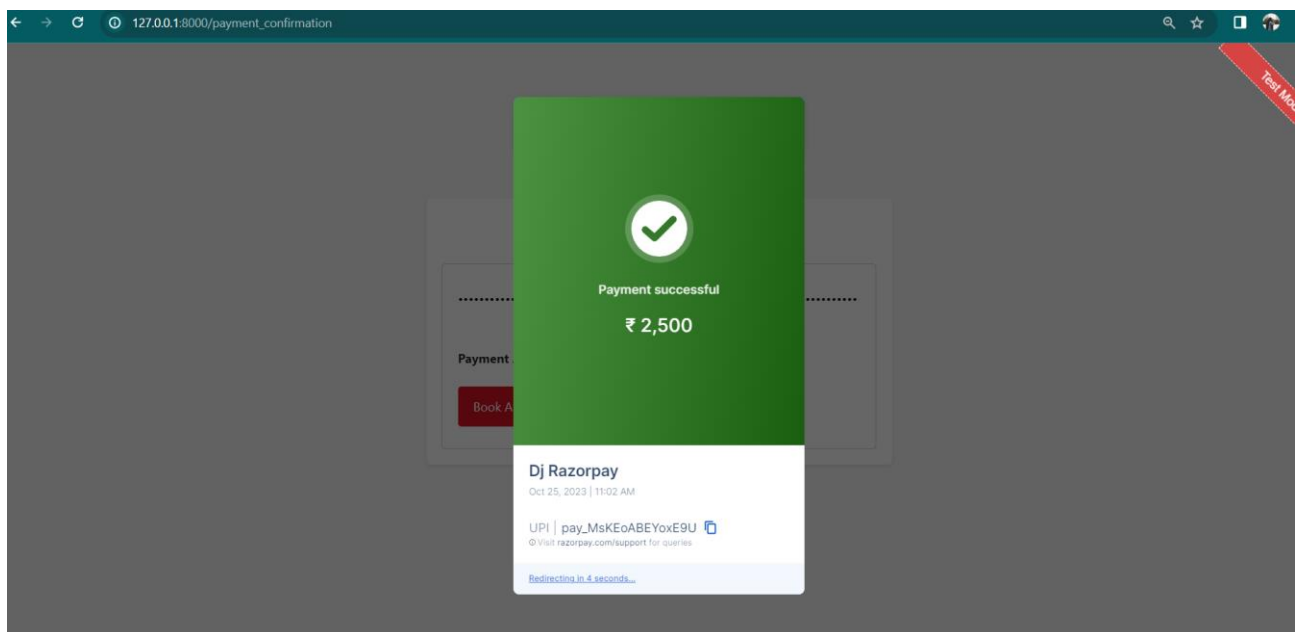 127.0.0.1:8000/payment_confirmation
Test Mod
Payment successful
₹ 2,500
Payment
Book A
Dj Razorpay
Oct 25, 2023 | 11:02 AM
UPI | pay_MsKEoABEYoxE9U
Visit razorpay.com/support for queries
Redirecting in 4 seconds...